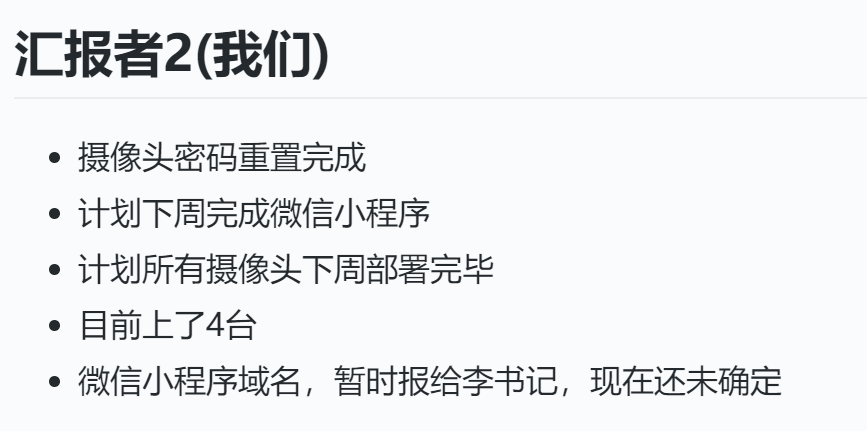 汇报者2(我们)
摄像头密码重置完成
计划下周完成微信小程序
计划所有摄像头下周部署完毕
目前上了4台
微信小程序域名，暂时报给李书记，现在还未确定